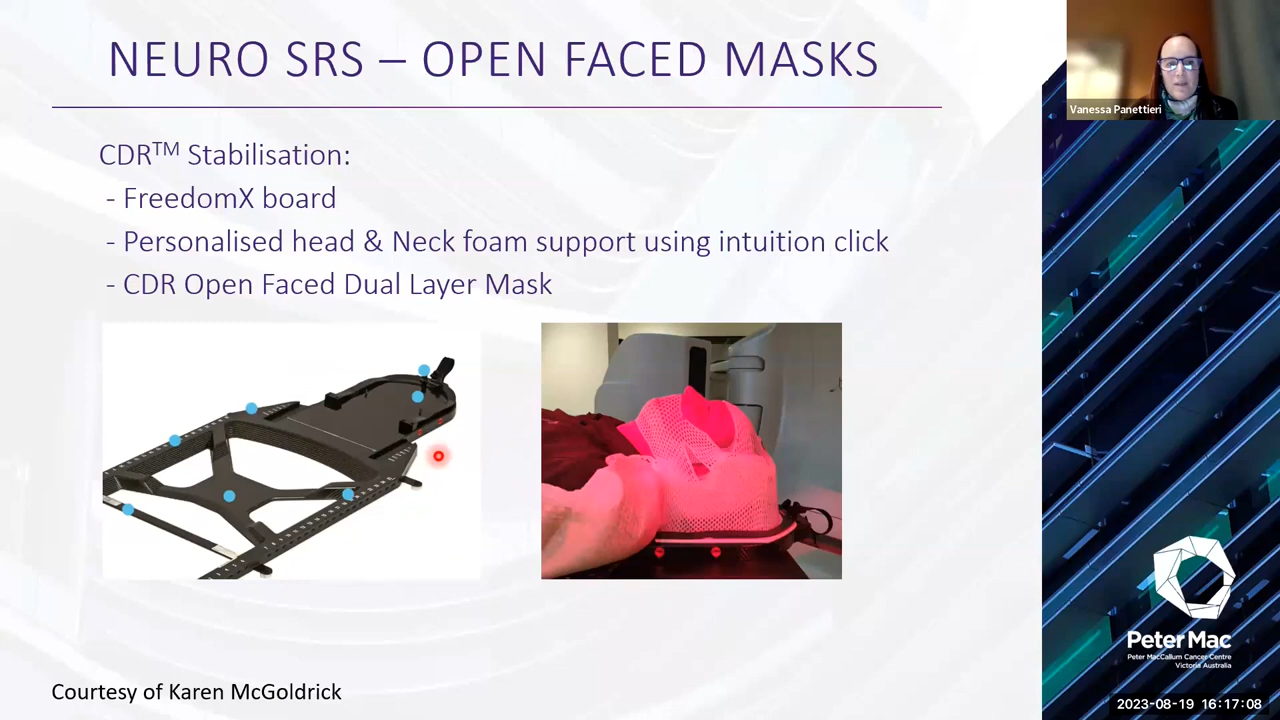 NEURO SRS – OPEN FACED MASKS
CDR™ Stabilisation:
- FreedomX board
- Personalised head & Neck foam support using intuition click
- CDR Open Faced Dual Layer Mask
Courtesy of Karen McGoldrick
Vanessa Panettieri
Peter Mac
Peter MacCallum Cancer Centre
Victoria Australia
2023-08-19 16:17:08